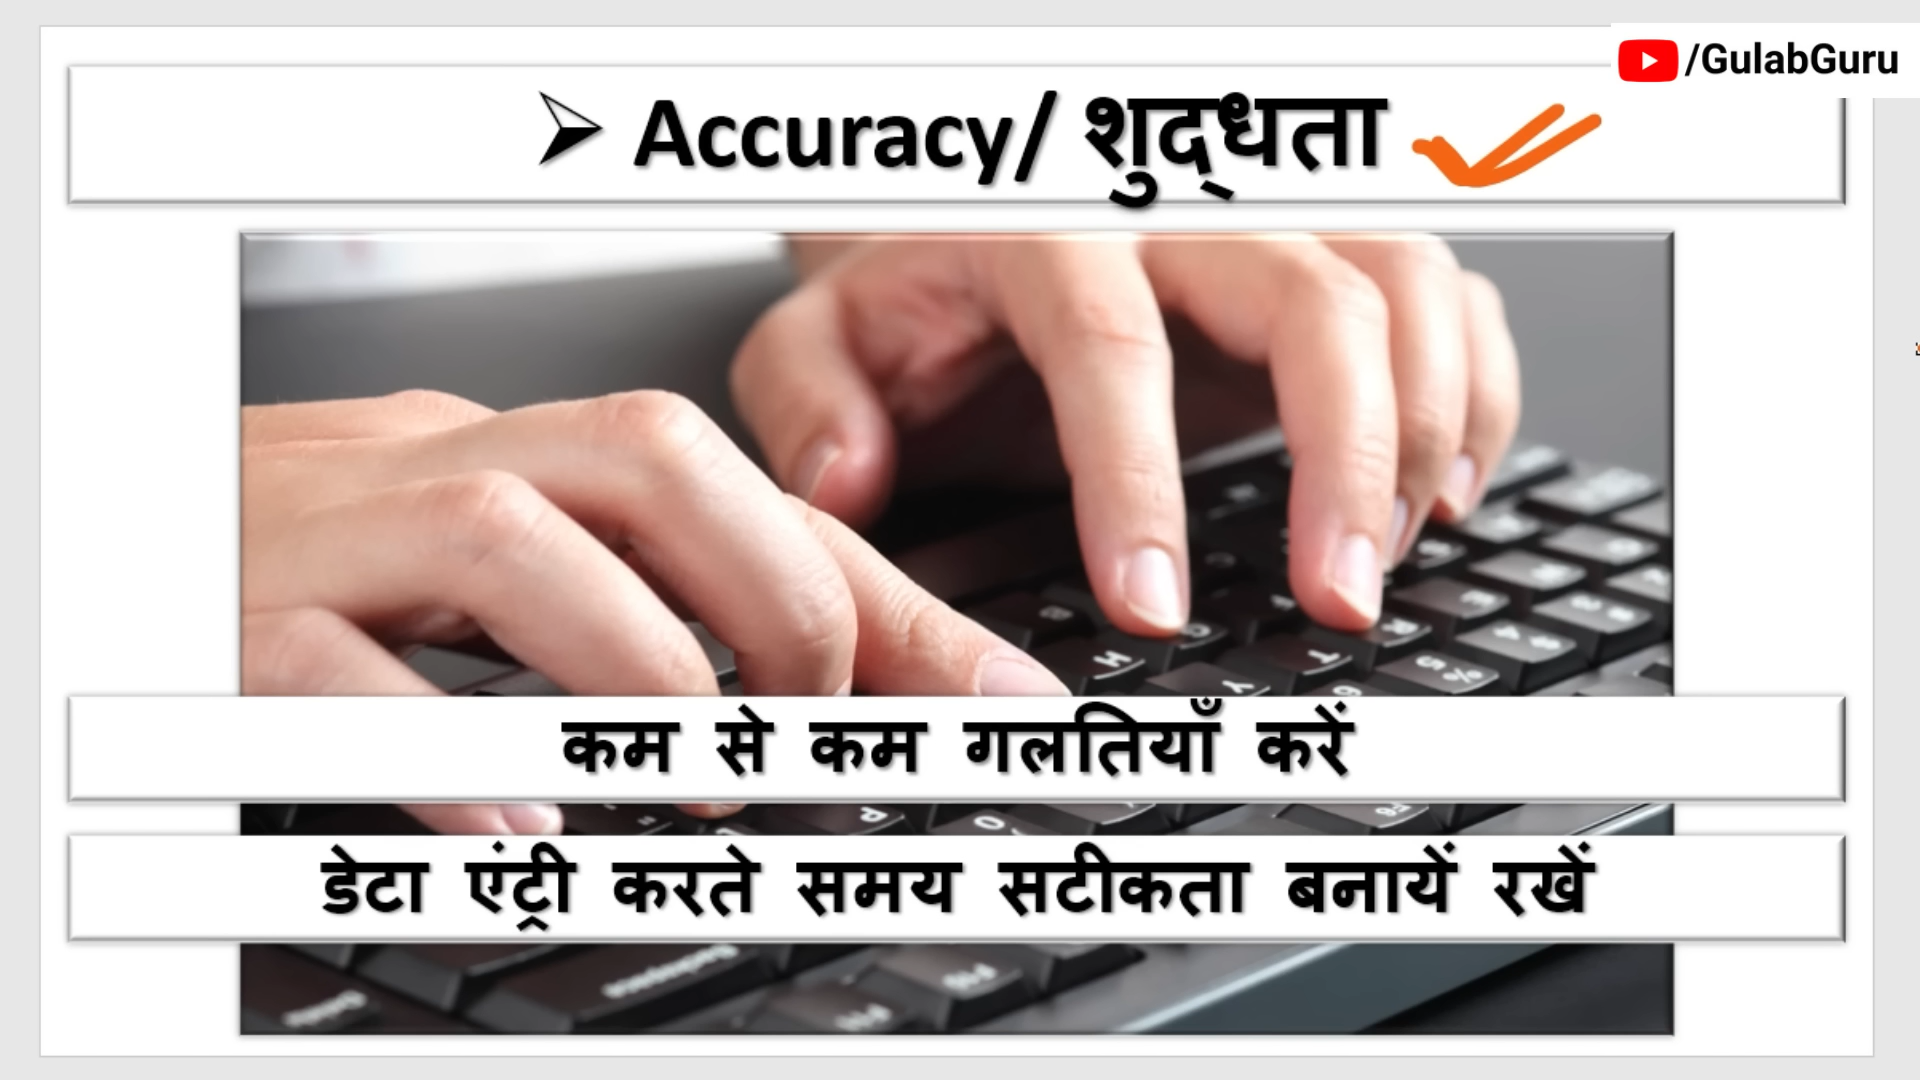 /GulabGuru
➢ Accuracy/ शुद्धता
कम से कम गलतियाँ करें
डेटा एंट्री करते समय सटीकता बनायें रखें